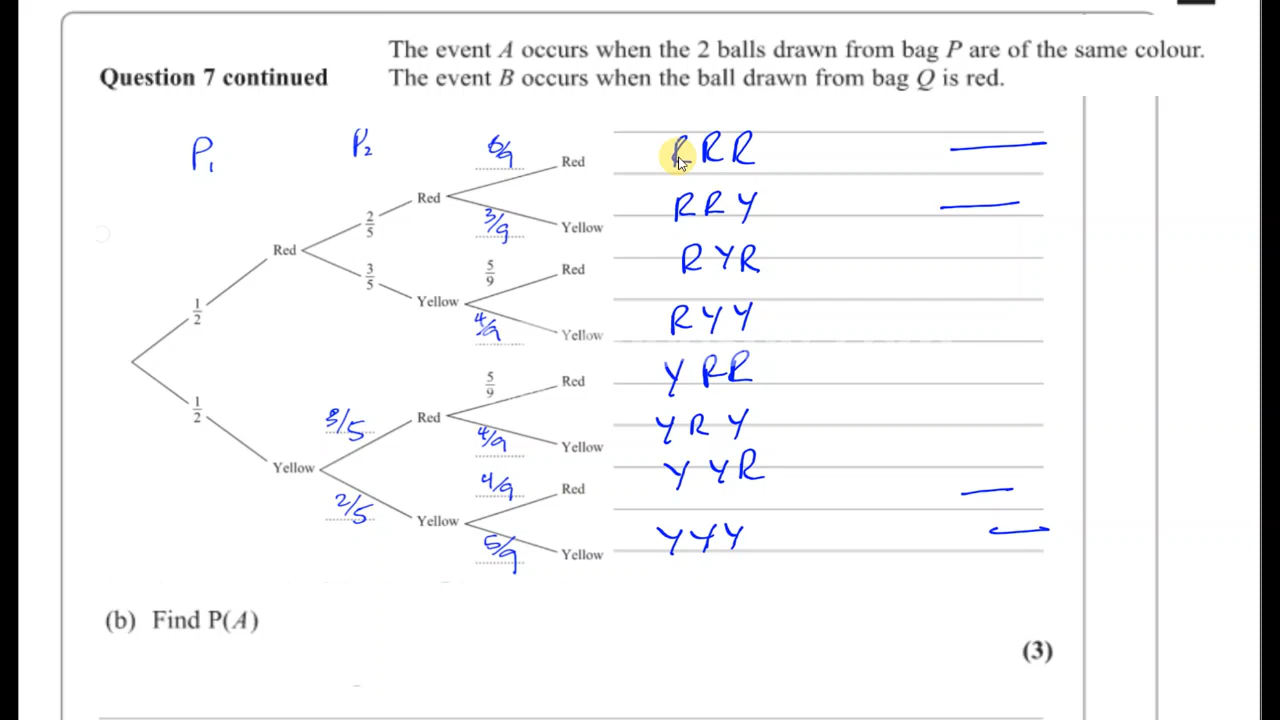 The event A occurs when the 2 balls drawn from bag P are of the same colour.
Question 7 continued The event B occurs when the ball drawn from bag Q is red.
P1 P2 6/9 Red RRR
Red
2/5 3/9 Yellow RRY
Red
3/5 5/9 Red RYR
Yellow
1/2 4/9 Yellow RYY
5/9 Red YRR
1/2 3/5 Red
4/9 Yellow YRY
Yellow
4/9 Red YYR
2/5 Yellow
5/9 Yellow YYY
(b) Find P(A)
(3)